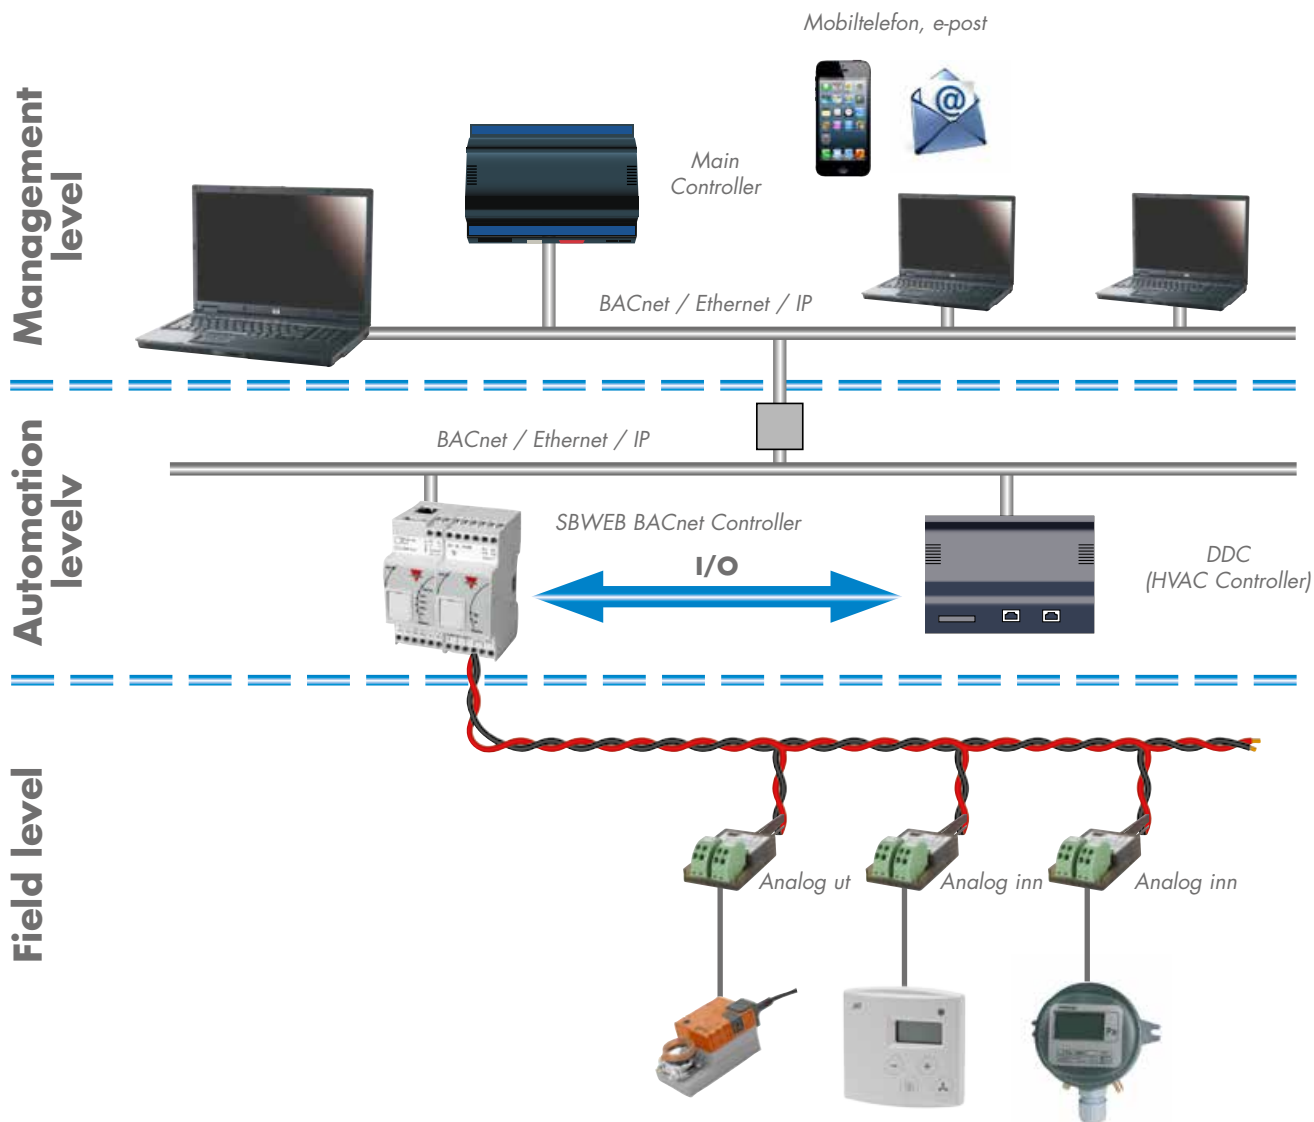 Mobiltelefon, e-post
Management
level
Main
Controller
BACnet / Ethernet / IP
Automation
levelv
BACnet / Ethernet / IP
SBWEB BACnet Controller
I/O
DDC
(HVAC Controller)
Field level
Analog ut
Analog inn
Analog inn
Pa